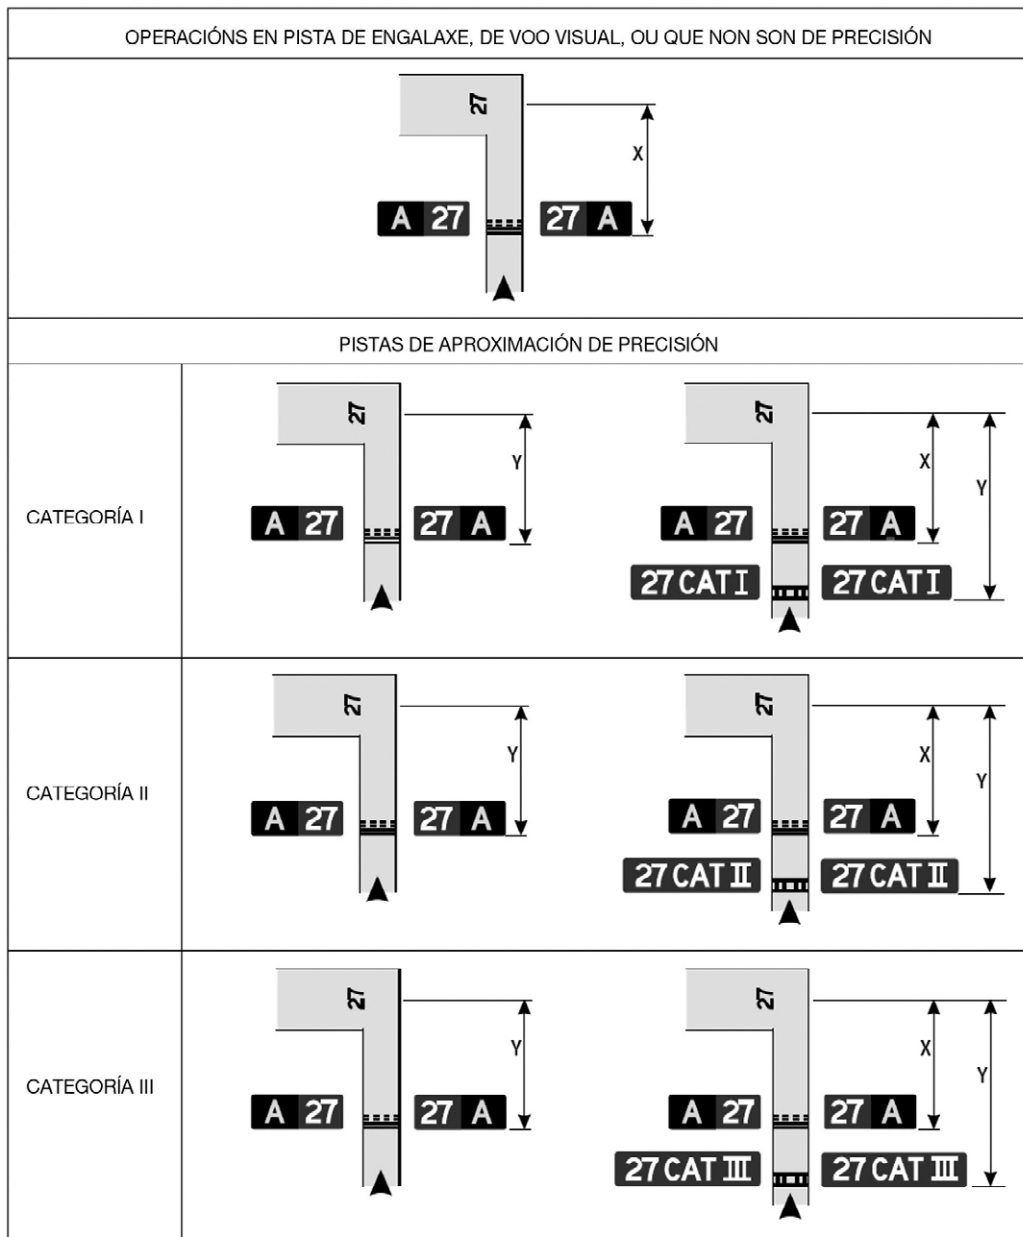 OPERACIÓNS EN PISTA DE ENGALAXE, DE VOO VISUAL, OU QUE NON SON DE PRECISIÓN
27
X
A 27 27 A
PISTAS DE APROXIMACIÓN DE PRECISIÓN
CATEGORÍA I
27
Y
A 27 27 A
27
X
Y
A 27 27 A
27 CAT I 27 CAT I
CATEGORÍA II
27
Y
A 27 27 A
27
X
Y
A 27 27 A
27 CAT II 27 CAT II
CATEGORÍA III
27
Y
A 27 27 A
27
X
Y
A 27 27 A
27 CAT III 27 CAT III